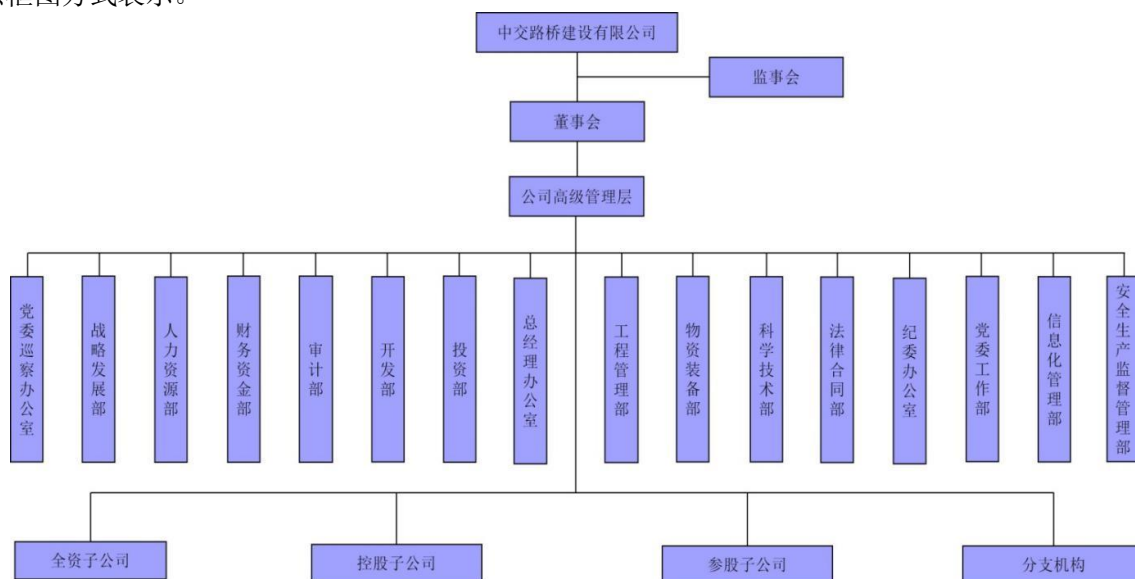 框图方式表示。
中交路桥建设有限公司
监事会
董事会
公司高级管理层
党委巡察办公室
战略发展部
人力资源部
财务资金部
审计部
开发部
投资部
总经理办公室
工程管理部
物资装备部
科学技术部
法律合同部
纪委办公室
党委工作部
信息化管理部
安全生产监督管理部
全资子公司
控股子公司
参股子公司
分支机构